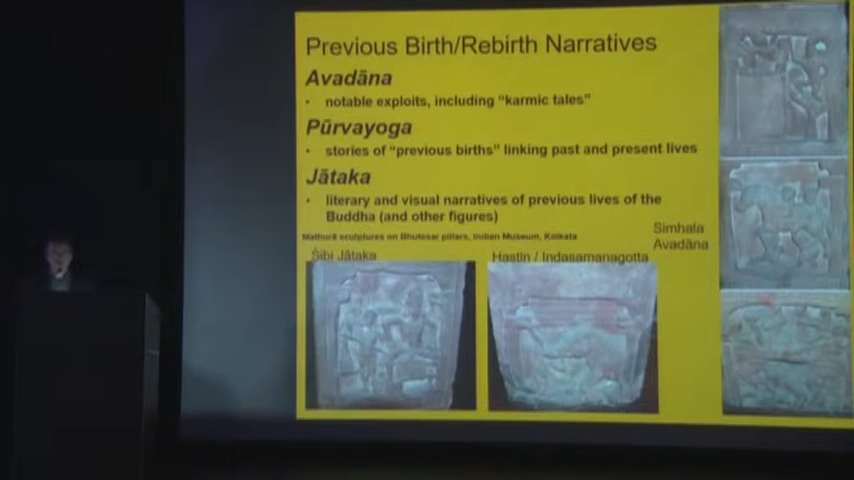 Previous Birth/Rebirth Narratives
Avadāna
• notable exploits, including “karmic tales”
Pūrvayoga
• stories of “previous births” linking past and present lives
Jātaka
• literary and visual narratives of previous lives of the
Buddha (and other figures)
Mathurā sculptures on Bhutesar pillars, Indian Museum, Kolkata
Simhala
Avadāna
Śibi Jātaka
Hastin / Indasamanagotta